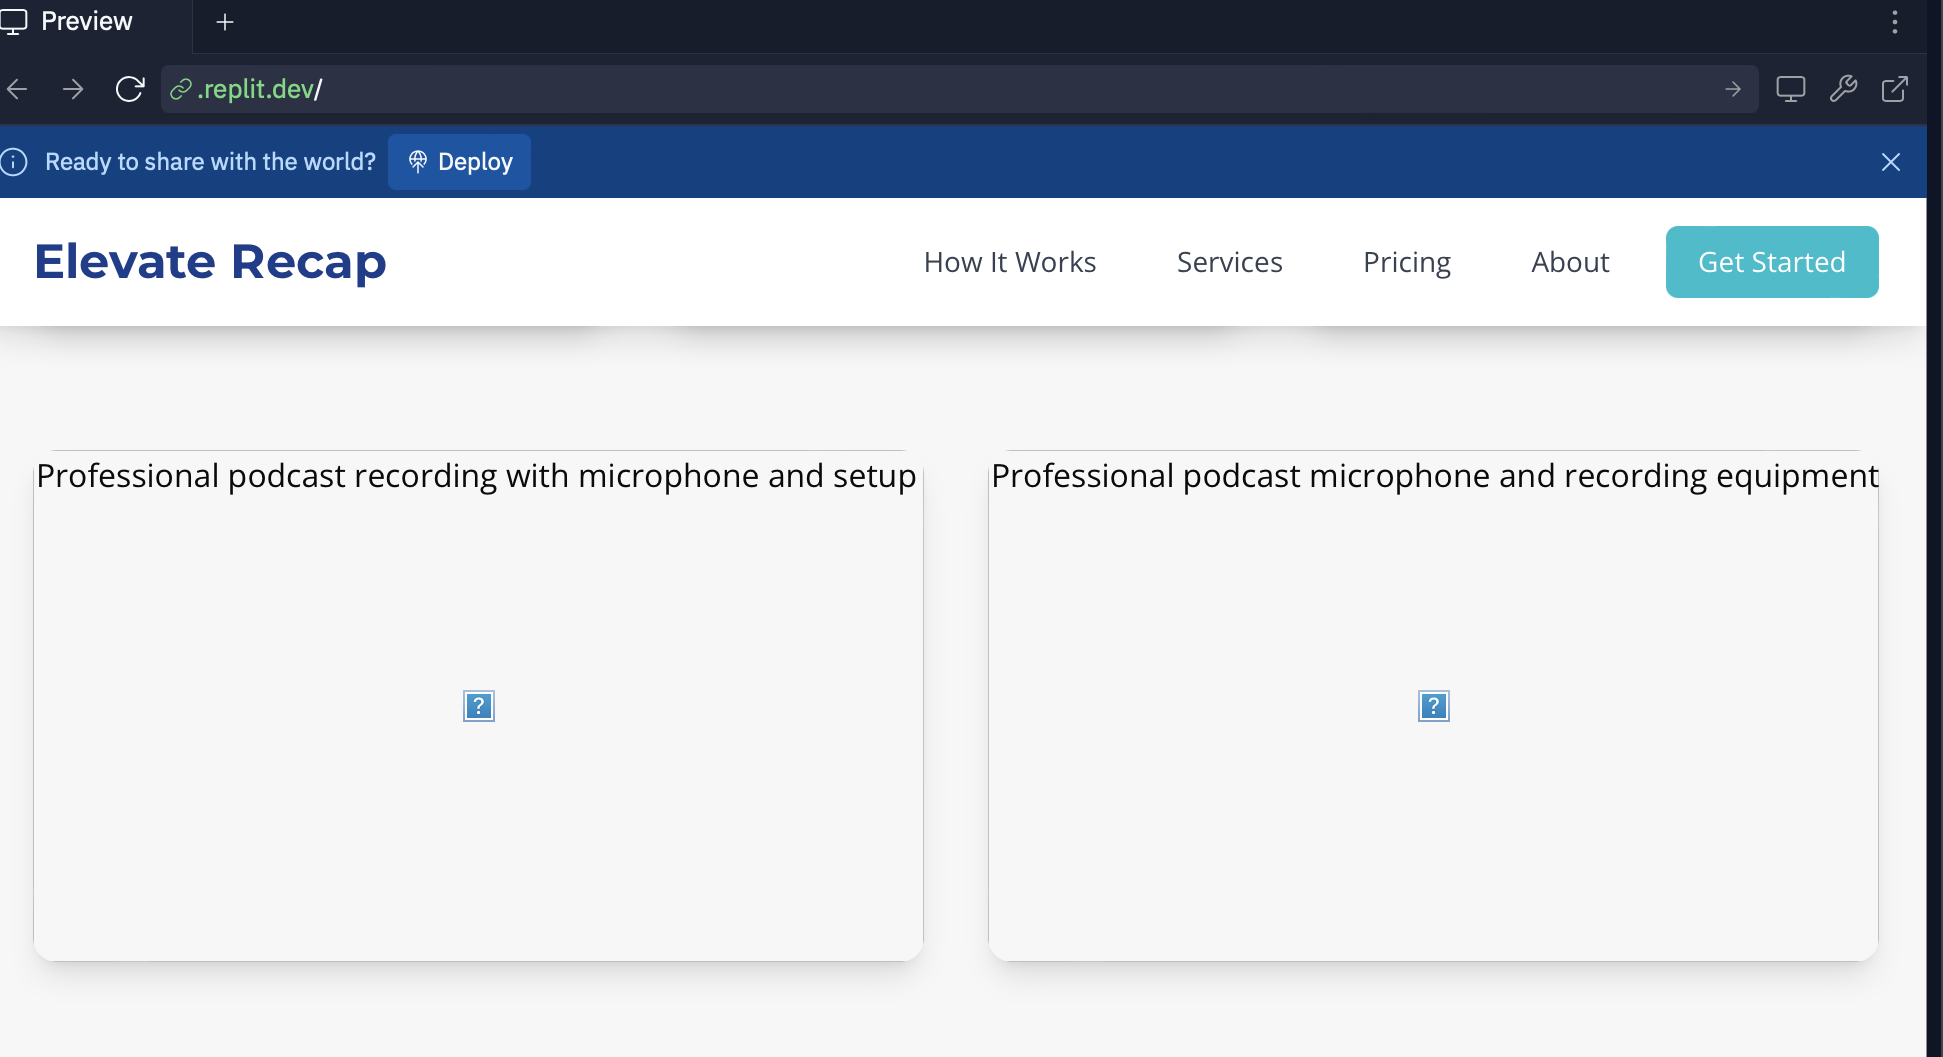 Preview
.replit.dev/
Ready to share with the world? Deploy
Elevate Recap
How It Works Services Pricing About Get Started
Professional podcast recording with microphone and setup
Professional podcast microphone and recording equipment
?
?